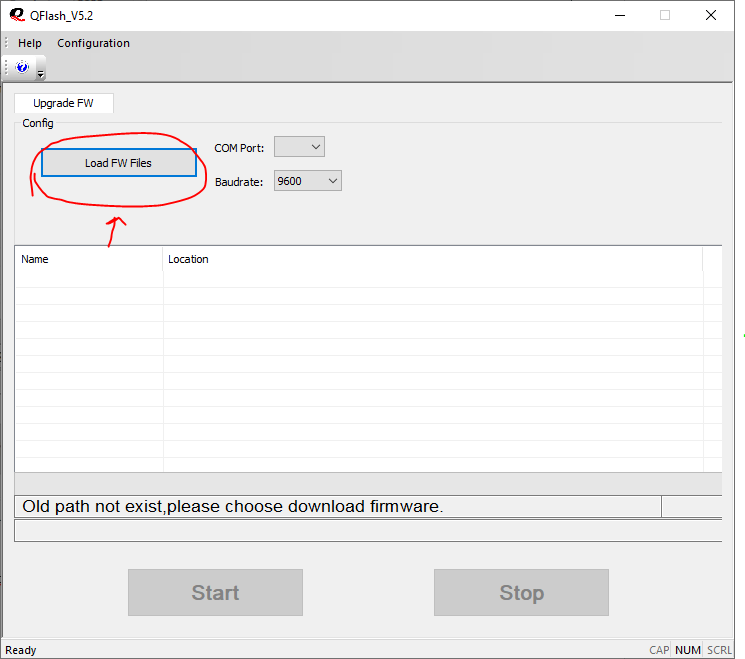 QFlash_V5.2
Help Configuration
Upgrade FW
Config
Load FW Files
COM Port:
Baudrate: 9600
Name Location
Old path not exist,please choose download firmware.
Start Stop
Ready CAP NUM SCRL